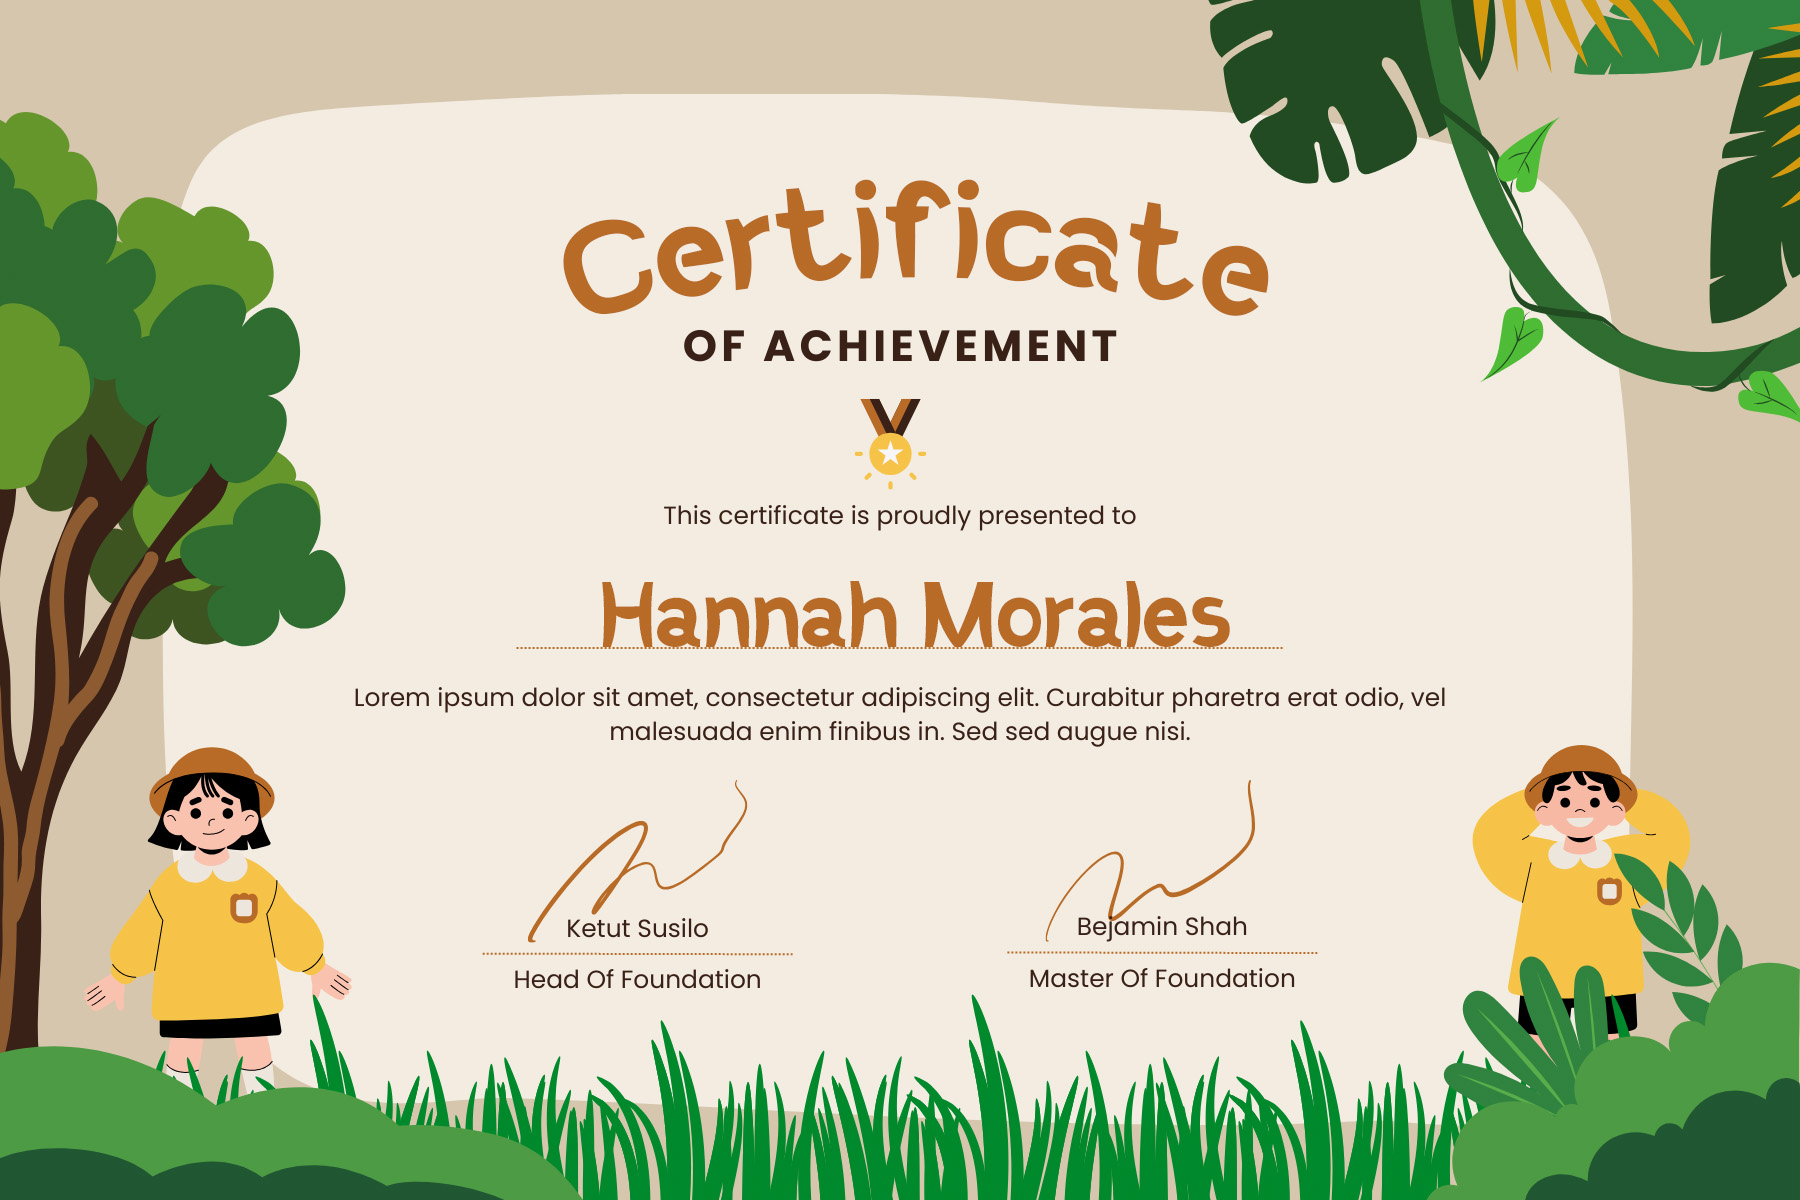 Certificate
OF ACHIEVEMENT
This certificate is proudly presented to
Hannah Morales
Lorem ipsum dolor sit amet, consectetur adipiscing elit. Curabitur pharetra erat odio, vel
malesuada enim finibus in. Sed sed augue nisi.
Ketut Susilo
Head Of Foundation
Bejamin Shah
Master Of Foundation